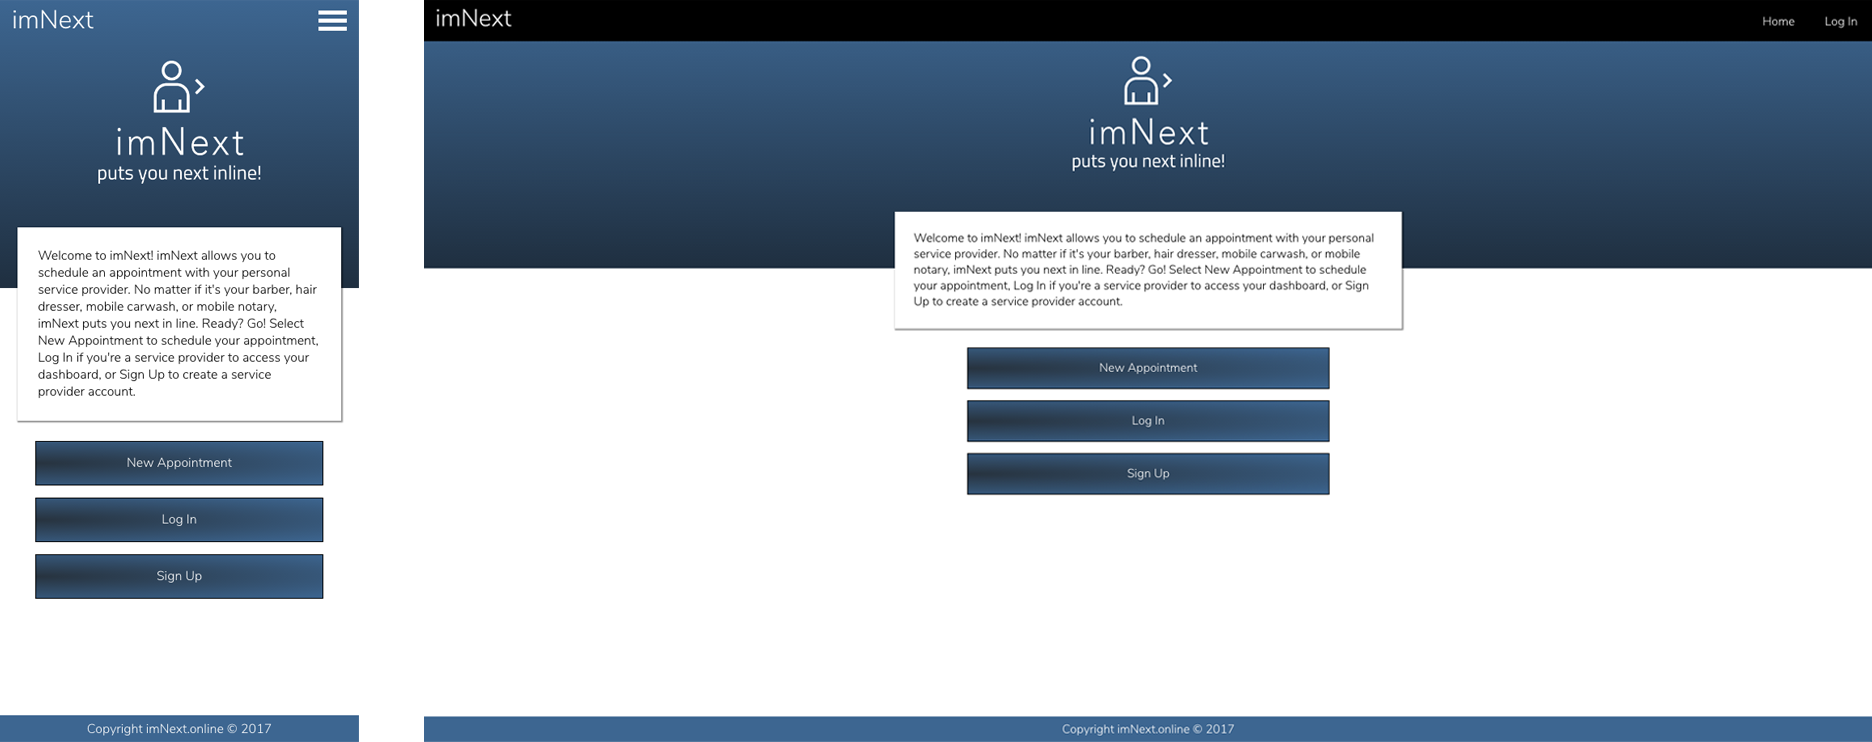 imNext
imNext
puts you next inline!
Welcome to imNext! imNext allows you to
schedule an appointment with your personal
service provider. No matter if it's your barber, hair
dresser, mobile carwash, or mobile notary,
imNext puts you next in line. Ready? Go! Select
New Appointment to schedule your appointment,
Log In if you're a service provider to access your
dashboard, or Sign Up to create a service
provider account.
New Appointment
Log In
Sign Up
Copyright imNext.online © 2017
imNext
Home
Log In
imNext
puts you next inline!
Welcome to imNext! imNext allows you to schedule an appointment with your personal
service provider. No matter if it's your barber, hair dresser, mobile carwash, or mobile
notary, imNext puts you next in line. Ready? Go! Select New Appointment to schedule
your appointment, Log In if you're a service provider to access your dashboard, or Sign
Up to create a service provider account.
New Appointment
Log In
Sign Up
Copyright imNext.online © 2017